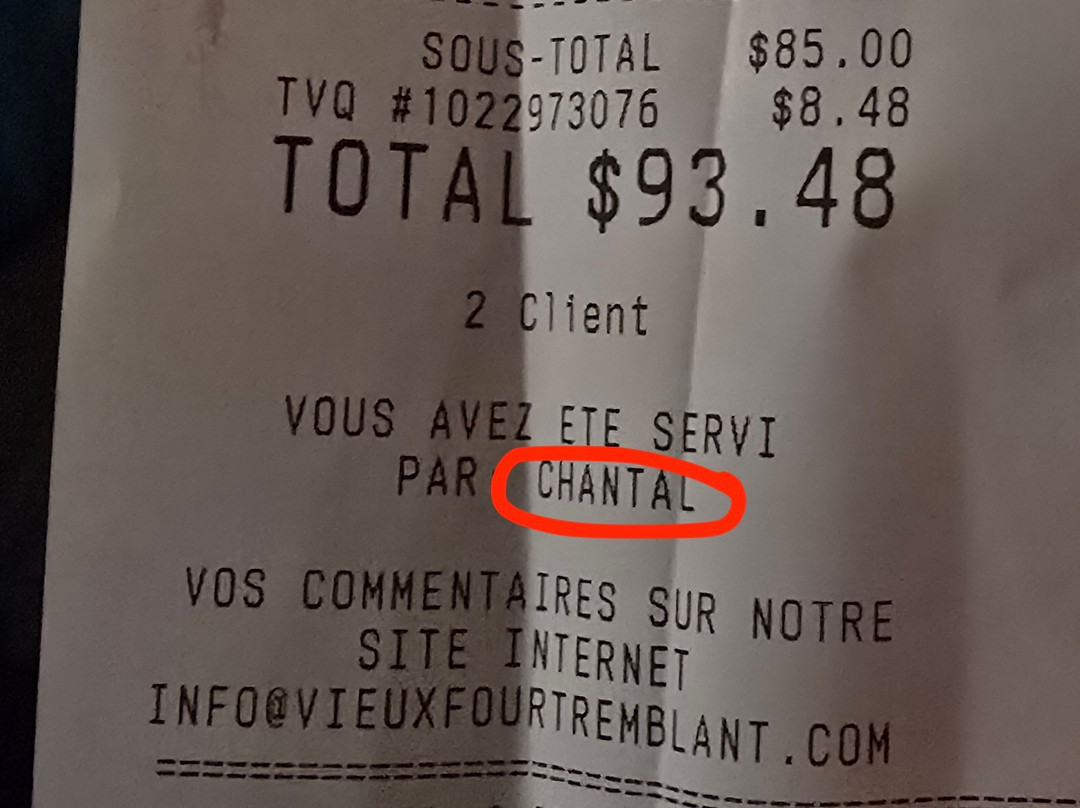 SOUS-TOTAL $85.00
TVQ #1022973076 $8.48
TOTAL $93.48
2 Client
VOUS AVEZ ETE SERVI
PAR CHANTAL
VOS COMMENTAIRES SUR NOTRE
SITE INTERNET
INFO@VIEUXFOURTREMBLANT.COM